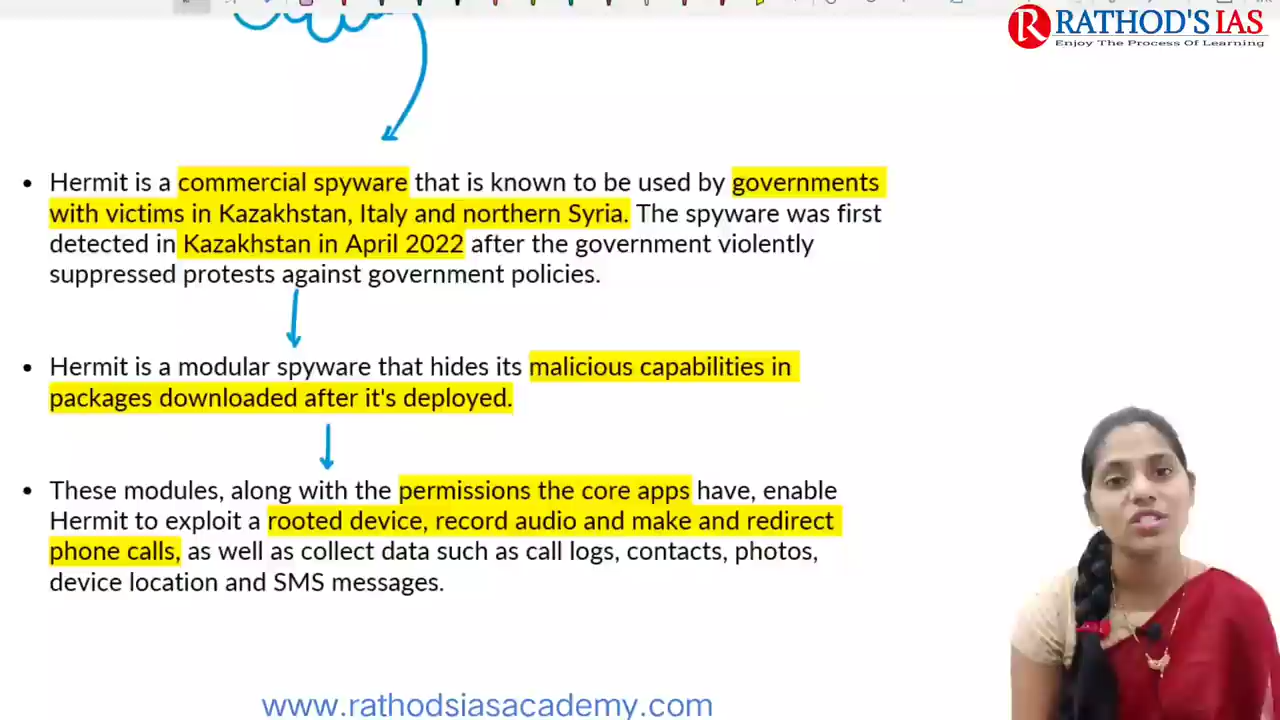 RATHOD'S IAS
Enjoy The Process Of Learning
• Hermit is a commercial spyware that is known to be used by governments
with victims in Kazakhstan, Italy and northern Syria. The spyware was first
detected in Kazakhstan in April 2022 after the government violently
suppressed protests against government policies.
• Hermit is a modular spyware that hides its malicious capabilities in
packages downloaded after it's deployed.
• These modules, along with the permissions the core apps have, enable
Hermit to exploit a rooted device, record audio and make and redirect
phone calls, as well as collect data such as call logs, contacts, photos,
device location and SMS messages.
www.rathodsiasacademy.com